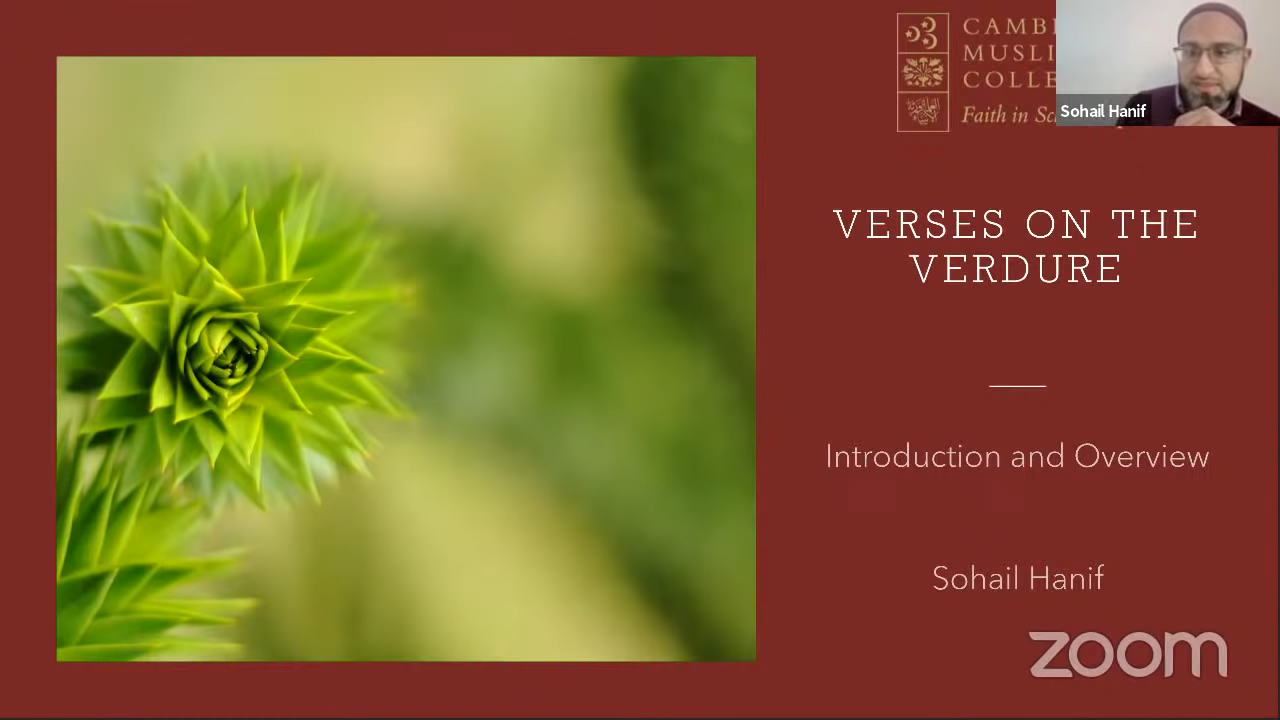 CAMB
MUSLI
COLLE
Faith in Sc
Sohail Hanif
VERSES ON THE
VERDURE
Introduction and Overview
Sohail Hanif
zoom